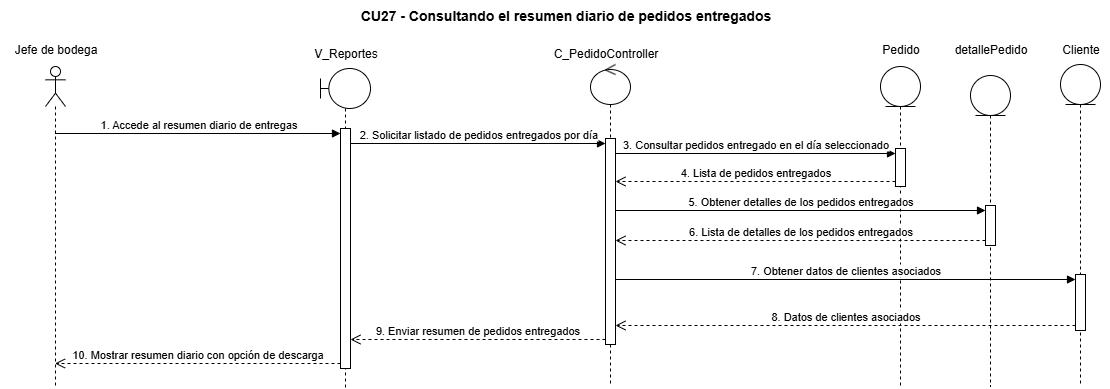 CU27 - Consultando el resumen diario de pedidos entregados
Jefe de bodega
V_Reportes
C_PedidoController
Pedido
detallePedido
Cliente
1. Accede al resumen diario de entregas
2. Solicitar listado de pedidos entregados por día
3. Consultar pedidos entregado en el día seleccionado
4. Lista de pedidos entregados
5. Obtener detalles de los pedidos entregados
6. Lista de detalles de los pedidos entregados
7. Obtener datos de clientes asociados
8. Datos de clientes asociados
9. Enviar resumen de pedidos entregados
10. Mostrar resumen diario con opción de descarga